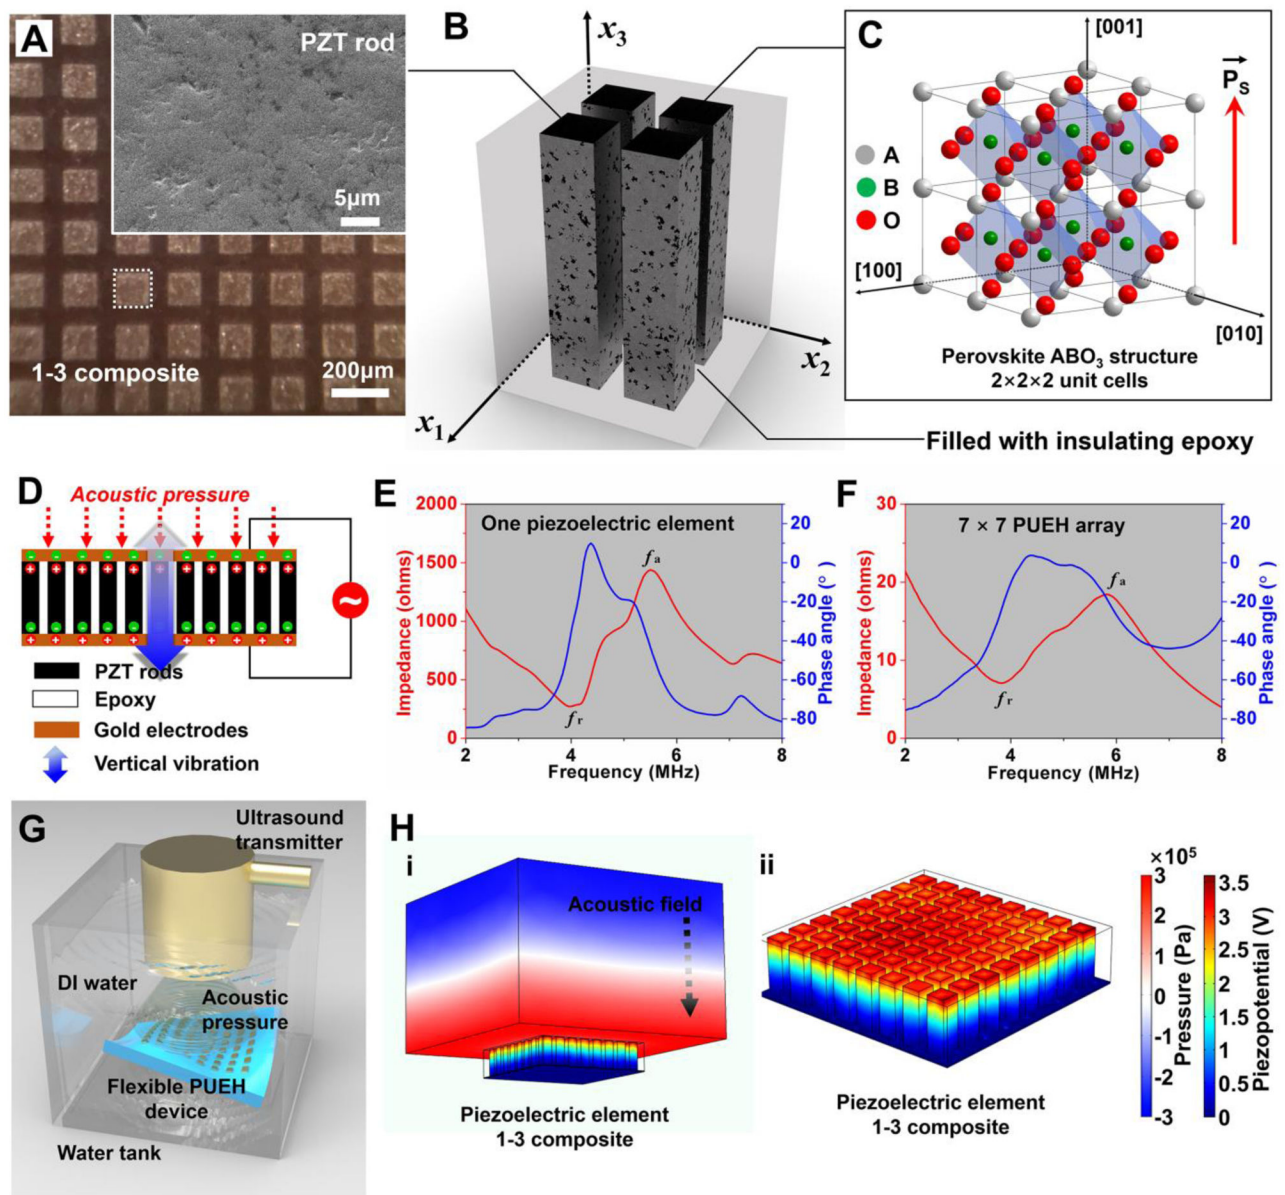 A
PZT rod
5μm
1-3 composite
200μm
B
x3
x2
x1
Filled with insulating epoxy
C
[001]
Ps
A
B
O
[100]
[010]
Perovskite ABO3 structure
2×2×2 unit cells
D
Acoustic pressure
PZT rods
Epoxy
Gold electrodes
Vertical vibration
E
One piezoelectric element
fa
fr
Impedance (ohms)
2000
1500
1000
500
0
Phase angle (°)
20
0
-20
-40
-60
-80
2
4
6
8
Frequency (MHz)
F
7 × 7 PUEH array
fa
fr
Impedance (ohms)
30
20
10
0
Phase angle (°)
20
0
-20
-40
-60
-80
2
4
6
8
Frequency (MHz)
G
Ultrasound
transmitter
DI water
Acoustic
pressure
Flexible PUEH
device
Water tank
H
i
Acoustic field
Piezoelectric element
1-3 composite
ii
Piezoelectric element
1-3 composite
×10⁵
3
2
1
0
-1
-2
-3
Pressure (Pa)
3.5
3
2.5
2
1.5
1
0.5
0
Piezopotential (V)